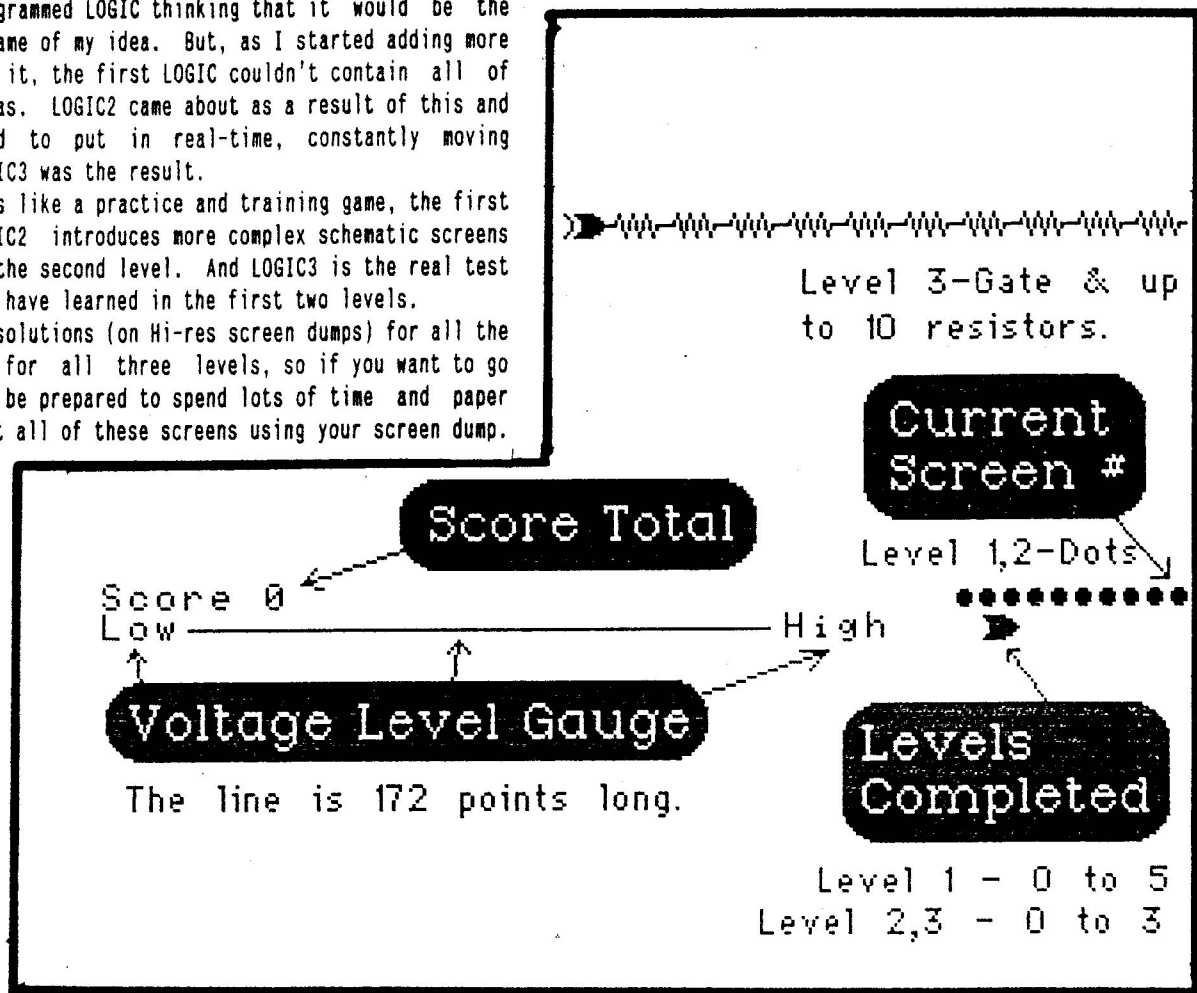 grammed LOGIC thinking that it would be the
ame of my idea. But, as I started adding more
it, the first LOGIC couldn't contain all of
as. LOGIC2 came about as a result of this and
d to put in real-time, constantly moving
IC3 was the result.
s like a practice and training game, the first
IC2 introduces more complex schematic screens
the second level. And LOGIC3 is the real test
have learned in the first two levels.
solutions (on Hi-res screen dumps) for all the
for all three levels, so if you want to go
be prepared to spend lots of time and paper
t all of these screens using your screen dump.
Level 3-Gate & up
to 10 resistors.
Current
Screen #
Score Total
Level 1,2-Dots
Score 0
Low High
Voltage Level Gauge
Levels
Completed
The line is 172 points long.
Level 1 - 0 to 5
Level 2,3 - 0 to 3